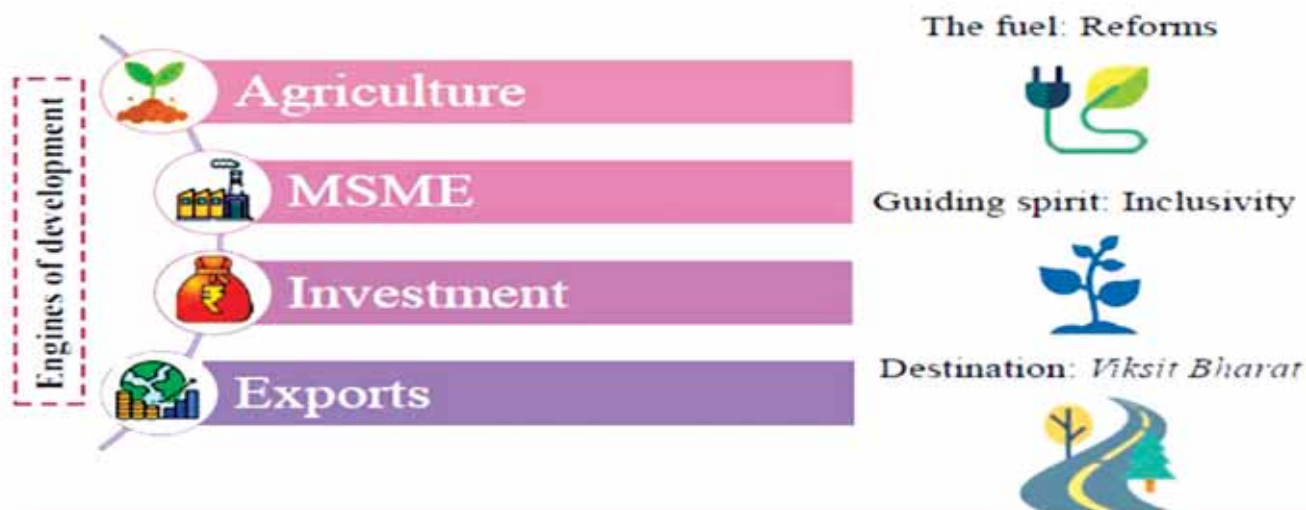 Engines of development
Agriculture
MSME
Investment
Exports
The fuel: Reforms
Guiding spirit: Inclusivity
Destination: Viksit Bharat